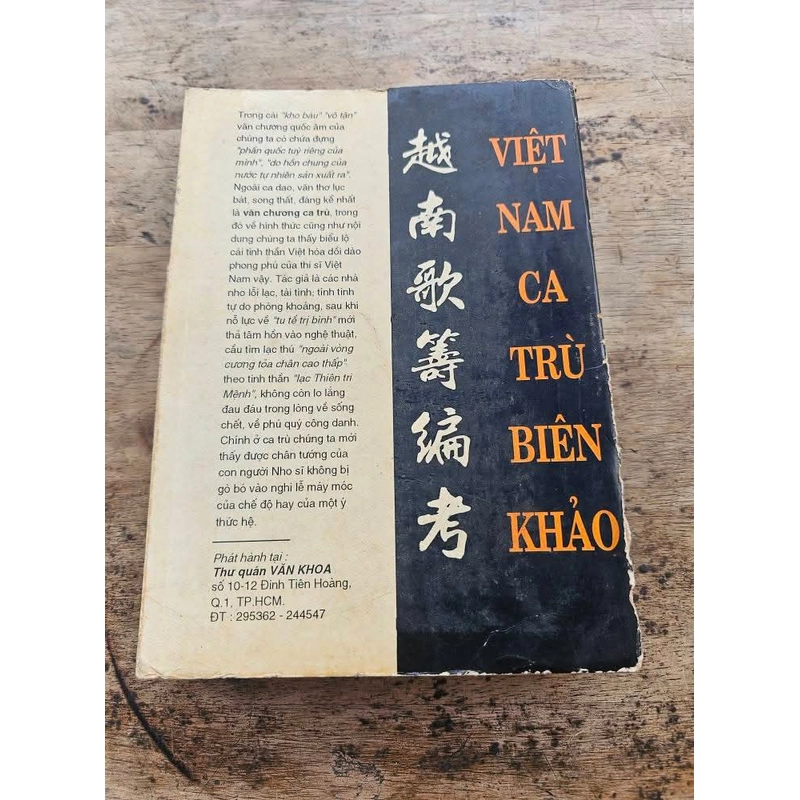 Trong cái "kho báu" "vô tận"
văn chương quốc âm của
chúng ta có chứa đựng
"phần quốc tuý riêng của
mình", "do hồn chung của
nước tự nhiên sản xuất ra".
Ngoài ca dao, văn thơ lục
bát, song thất, đáng kể nhất
là văn chương ca trù, trong
đó về hình thức cũng như nội
dung chúng ta thấy biểu lộ
cái tinh thần Việt hóa dồi dào
phong phú của thi sĩ Việt
Nam vậy. Tác giả là các nhà
nho lỗi lạc, tài tình, tính tình
tự do phóng khoáng, sau khi
nỗ lực về "tu tề trị bình" mới
thả tâm hồn vào nghệ thuật,
cầu tìm lạc thú "ngoài vòng
cương tỏa chân cao thấp"
theo tinh thần "lạc Thiên tri
Mệnh", không còn lo lắng
đau đáu trong lòng về sống
chết, về phú quý công danh.
Chính ở ca trù chúng ta mới
thấy được chân tướng của
con người Nho sĩ không bị
gò bó vào nghi lễ máy móc
của chế độ hay của một ý
thức hệ.
Phát hành tại :
Thư quán VĂN KHOA
số 10-12 Đinh Tiên Hoàng,
Q.1, TP.HCM.
ĐT : 295362 - 244547
越南歌籌編考
VIỆT
NAM
CA
TRÙ
BIÊN
KHẢO